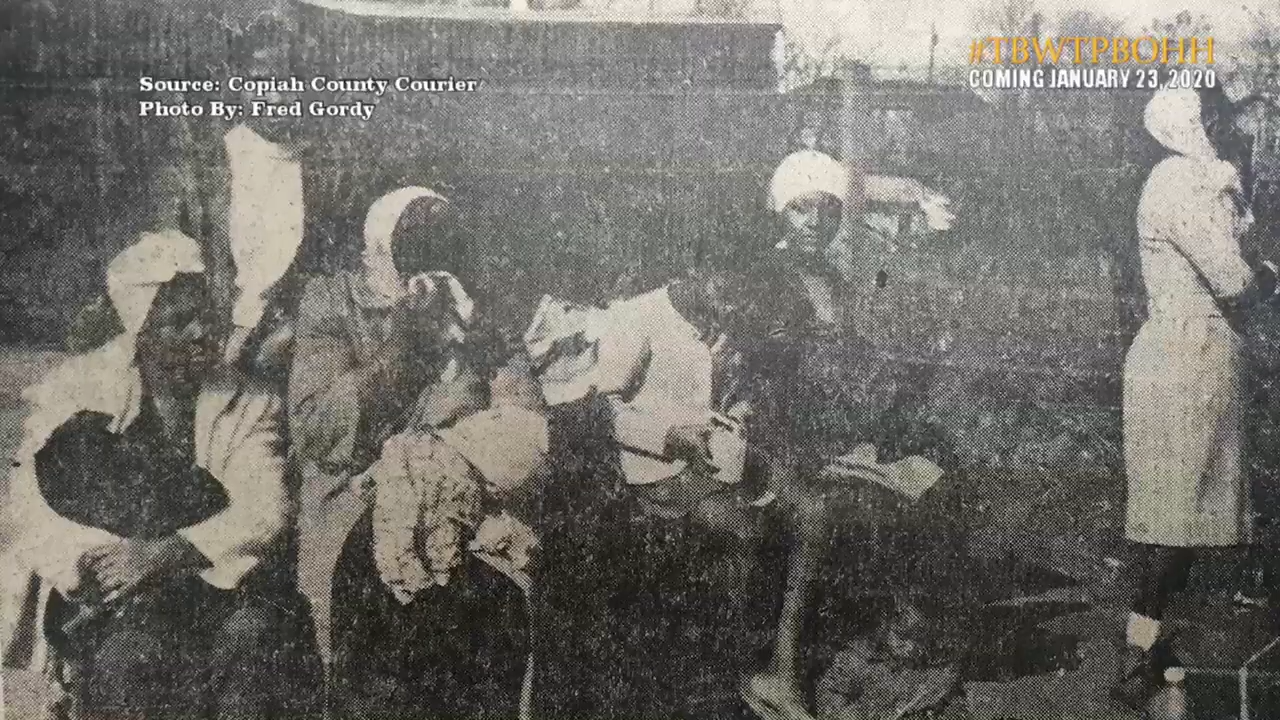 Source: Copiah County Courier
Photo By: Fred Gordy
#TBWTPBOHH
COMING JANUARY 23, 2020